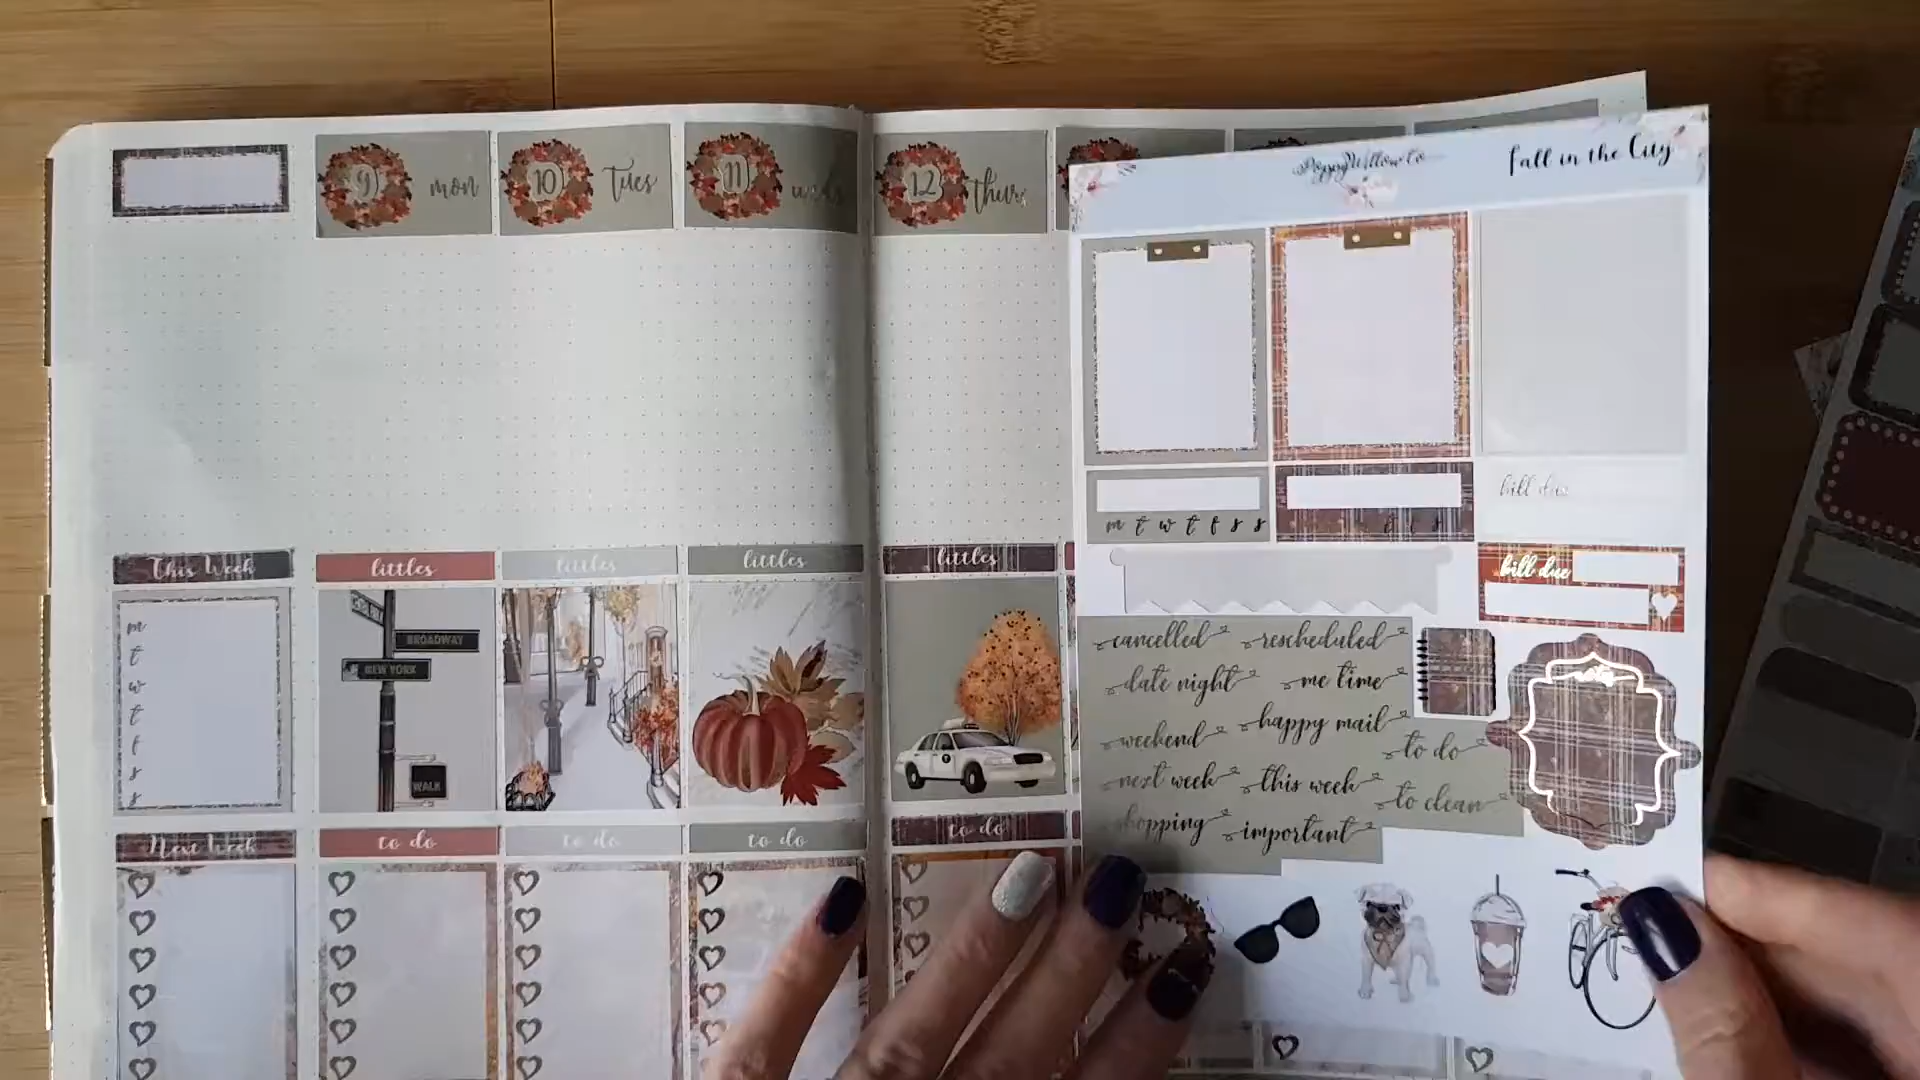 9 mon
10 Tues
11
12 thurs
Fall in the City
m t w t f s s
bill due
bill due
This Week
littles
littles
littles
littles
m
t
w
t
f
s
s
BROADWAY
NEW YORK
WALK
cancelled
rescheduled
date night
me time
weekend
happy mail
to do
next week
this week
to clean
shopping
important
Next Week
to do
to do
to do
to do